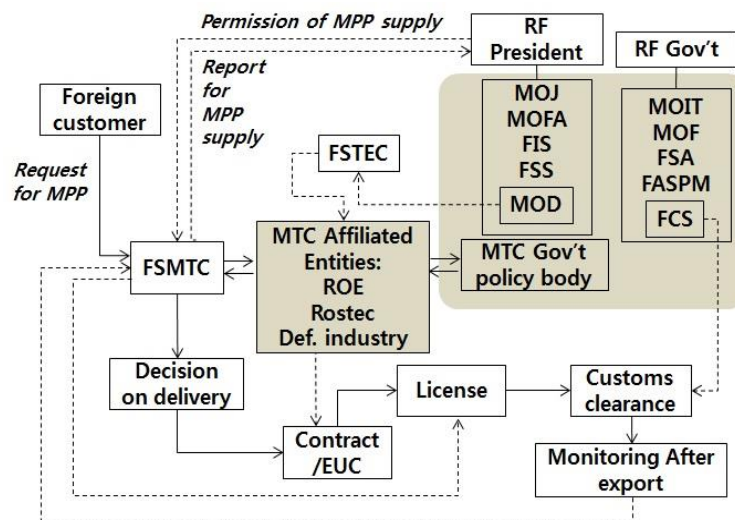 Permission of MPP supply
RF
President
RF Gov't
Report
for
MPP
supply
Foreign
customer
Request
for MPP
FSTEC
MOJ
MOFA
FIS
FSS
MOD
MOIT
MOF
FSA
FASPM
FCS
FSMTC
MTC Affiliated
Entities:
ROE
Rostec
Def. industry
MTC Gov't
policy body
Decision
on delivery
License
Customs
clearance
Contract
/EUC
Monitoring After
export